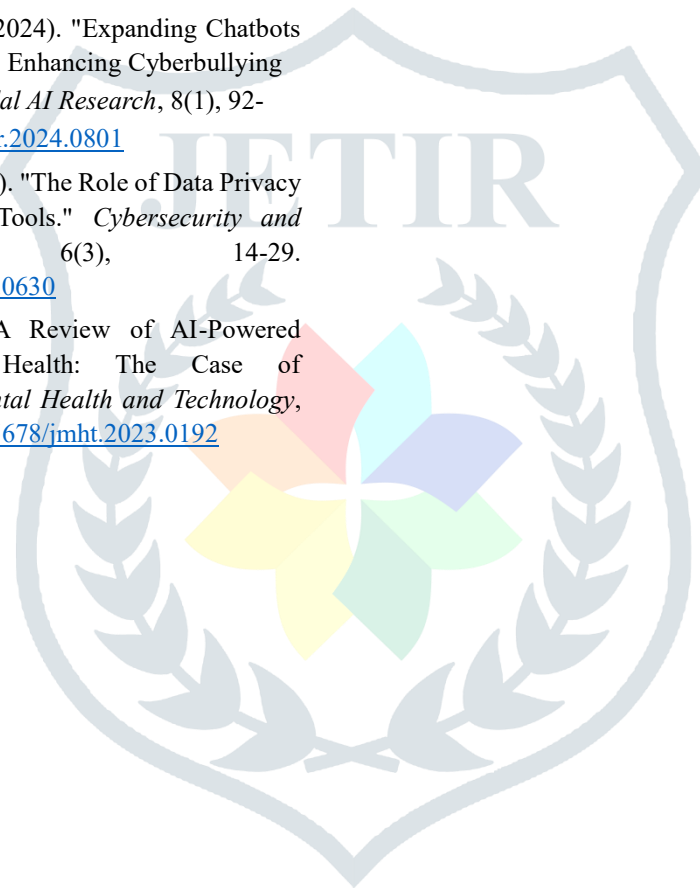 2024). "Expanding Chatbots
Enhancing Cyberbullying
al AI Research, 8(1), 92-
r.2024.0801
). "The Role of Data Privacy
Tools." Cybersecurity and
6(3), 14-29.
0630
A Review of AI-Powered
Health: The Case of
ntal Health and Technology,
678/jmht.2023.0192
JETIR